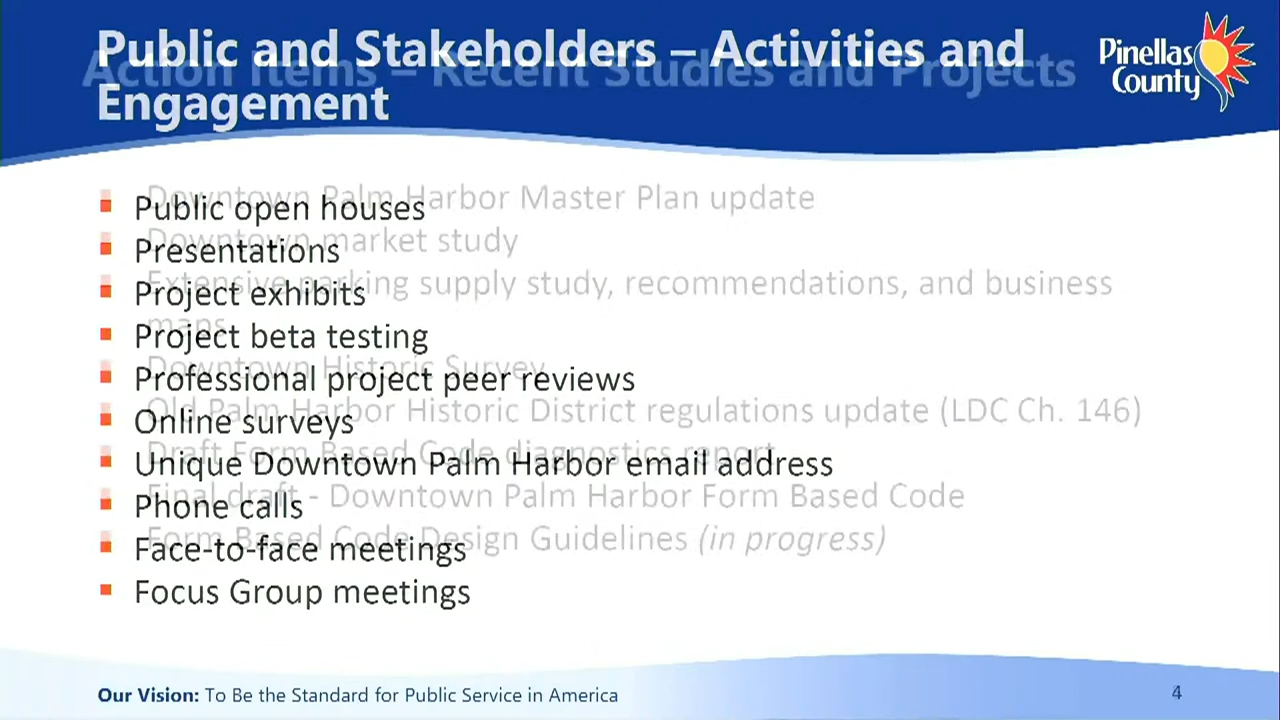 Public and Stakeholders – Activities and
Engagement
Action Items – Recent Studies and Projects
Pinellas
County
Public open houses
Presentations
Project exhibits
Project beta testing
Professional project peer reviews
Online surveys
Unique Downtown Palm Harbor email address
Phone calls
Face-to-face meetings
Focus Group meetings
Downtown Palm Harbor Master Plan update
Downtown market study
Extensive parking supply study, recommendations, and business
maps
Downtown Historic Survey
Old Palm Harbor Historic District regulations update (LDC Ch. 146)
Draft Form Based Code diagnostics report
Final draft - Downtown Palm Harbor Form Based Code
Form Based Code Design Guidelines (in progress)
Our Vision: To Be the Standard for Public Service in America
4